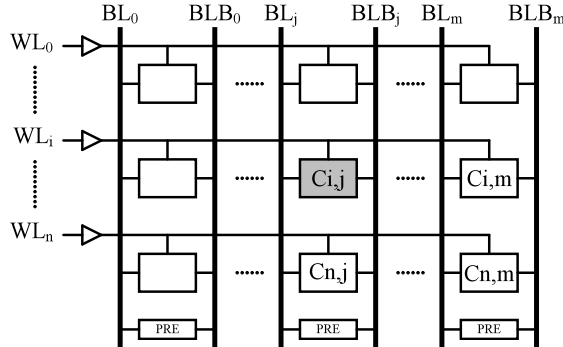 BL0 BLB0 BLj BLBj BLm BLBm
WL0
WLi
Ci,j Ci,m
WLn
Cn,j Cn,m
PRE PRE PRE